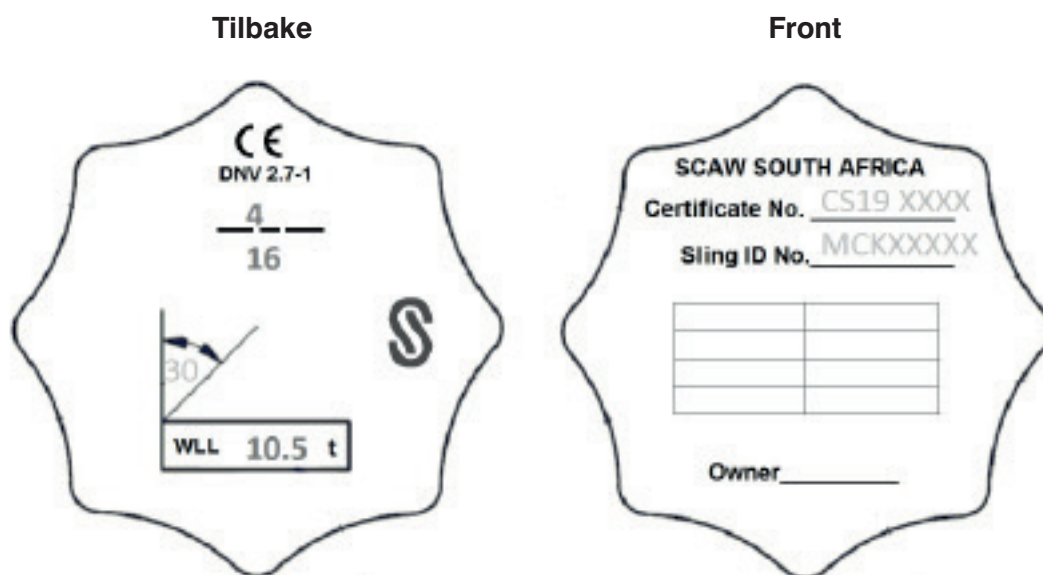 Tilbake
CE
DNV 2.7-1
4
16
30
WLL 10.5 t
S
Front
SCAW SOUTH AFRICA
Certificate No. CS19 XXXX
Sling ID No. MCKXXXXX
Owner